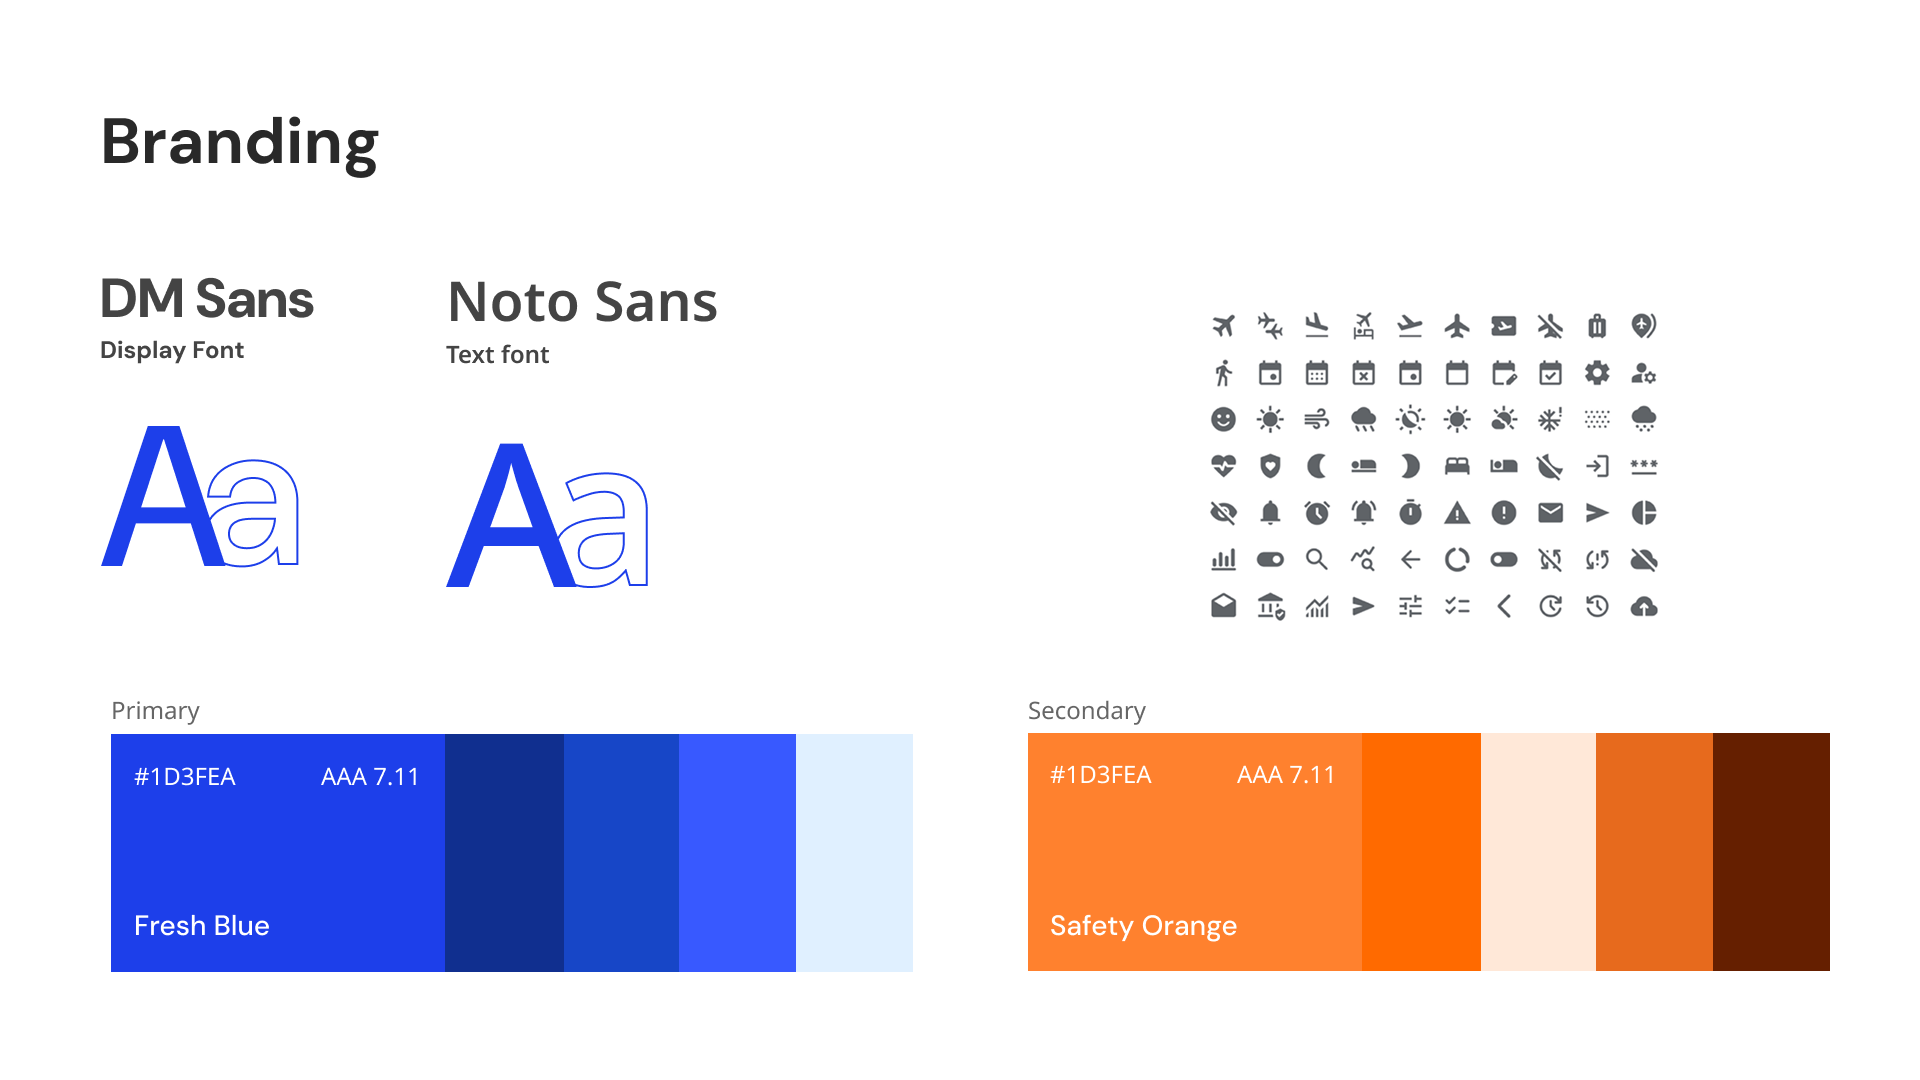 Branding
DM Sans
Display Font
Noto Sans
Text font
Aa
Aa
Primary
#1D3FEA AAA 7.11
Fresh Blue
Secondary
#1D3FEA AAA 7.11
Safety Orange